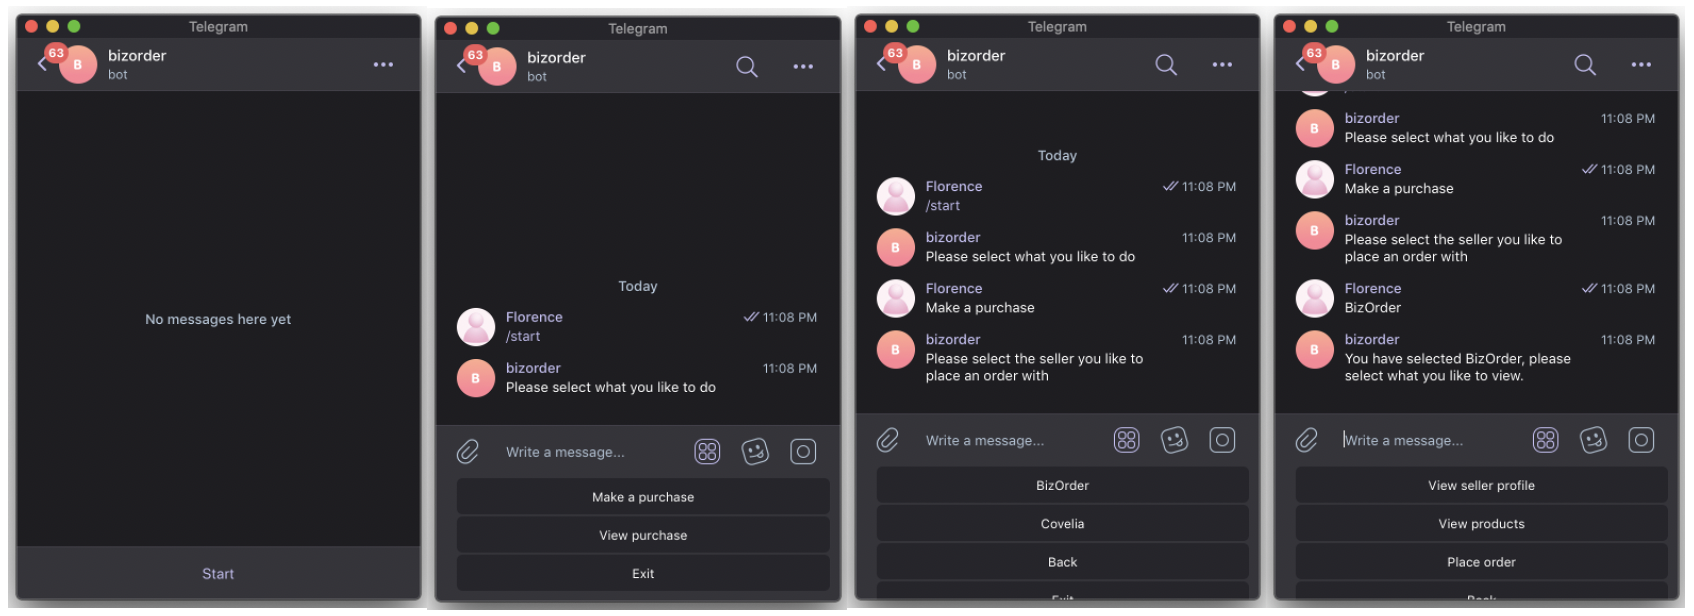 Telegram
63
B
bizorder
bot
No messages here yet
Start
Telegram
63
B
bizorder
bot
Today
Florence
11:08 PM
/start
B
bizorder
11:08 PM
Please select what you like to do
Write a message...
Make a purchase
View purchase
Exit
Telegram
63
B
bizorder
bot
Today
Florence
11:08 PM
/start
B
bizorder
11:08 PM
Please select what you like to do
Florence
11:08 PM
Make a purchase
B
bizorder
11:08 PM
Please select the seller you like to
place an order with
Write a message...
BizOrder
Covelia
Back
Exit
Telegram
63
B
bizorder
bot
B
bizorder
11:08 PM
Please select what you like to do
Florence
11:08 PM
Make a purchase
B
bizorder
11:08 PM
Please select the seller you like to
place an order with
Florence
11:08 PM
BizOrder
B
bizorder
11:08 PM
You have selected BizOrder, please
select what you like to view.
Write a message...
View seller profile
View products
Place order
Back